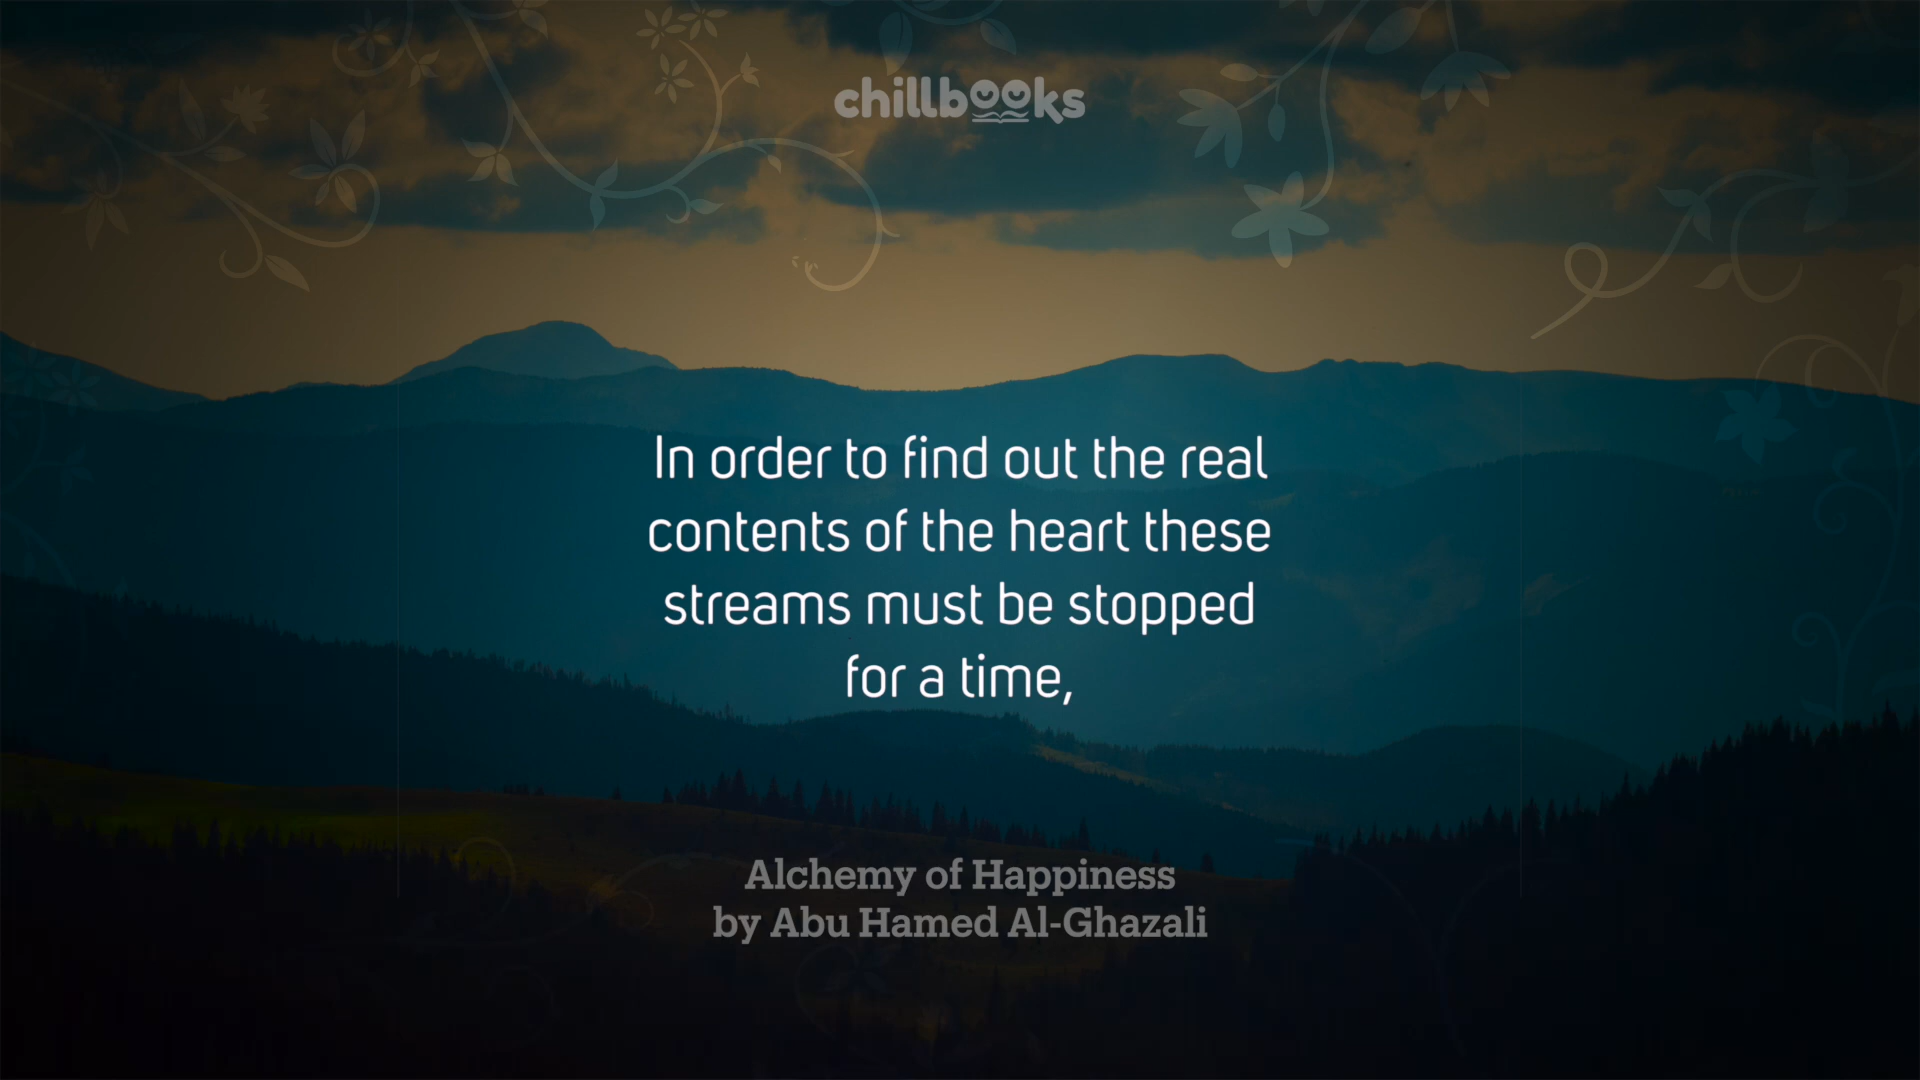 chillbooks
In order to find out the real
contents of the heart these
streams must be stopped
for a time,
Alchemy of Happiness
by Abu Hamed Al-Ghazali